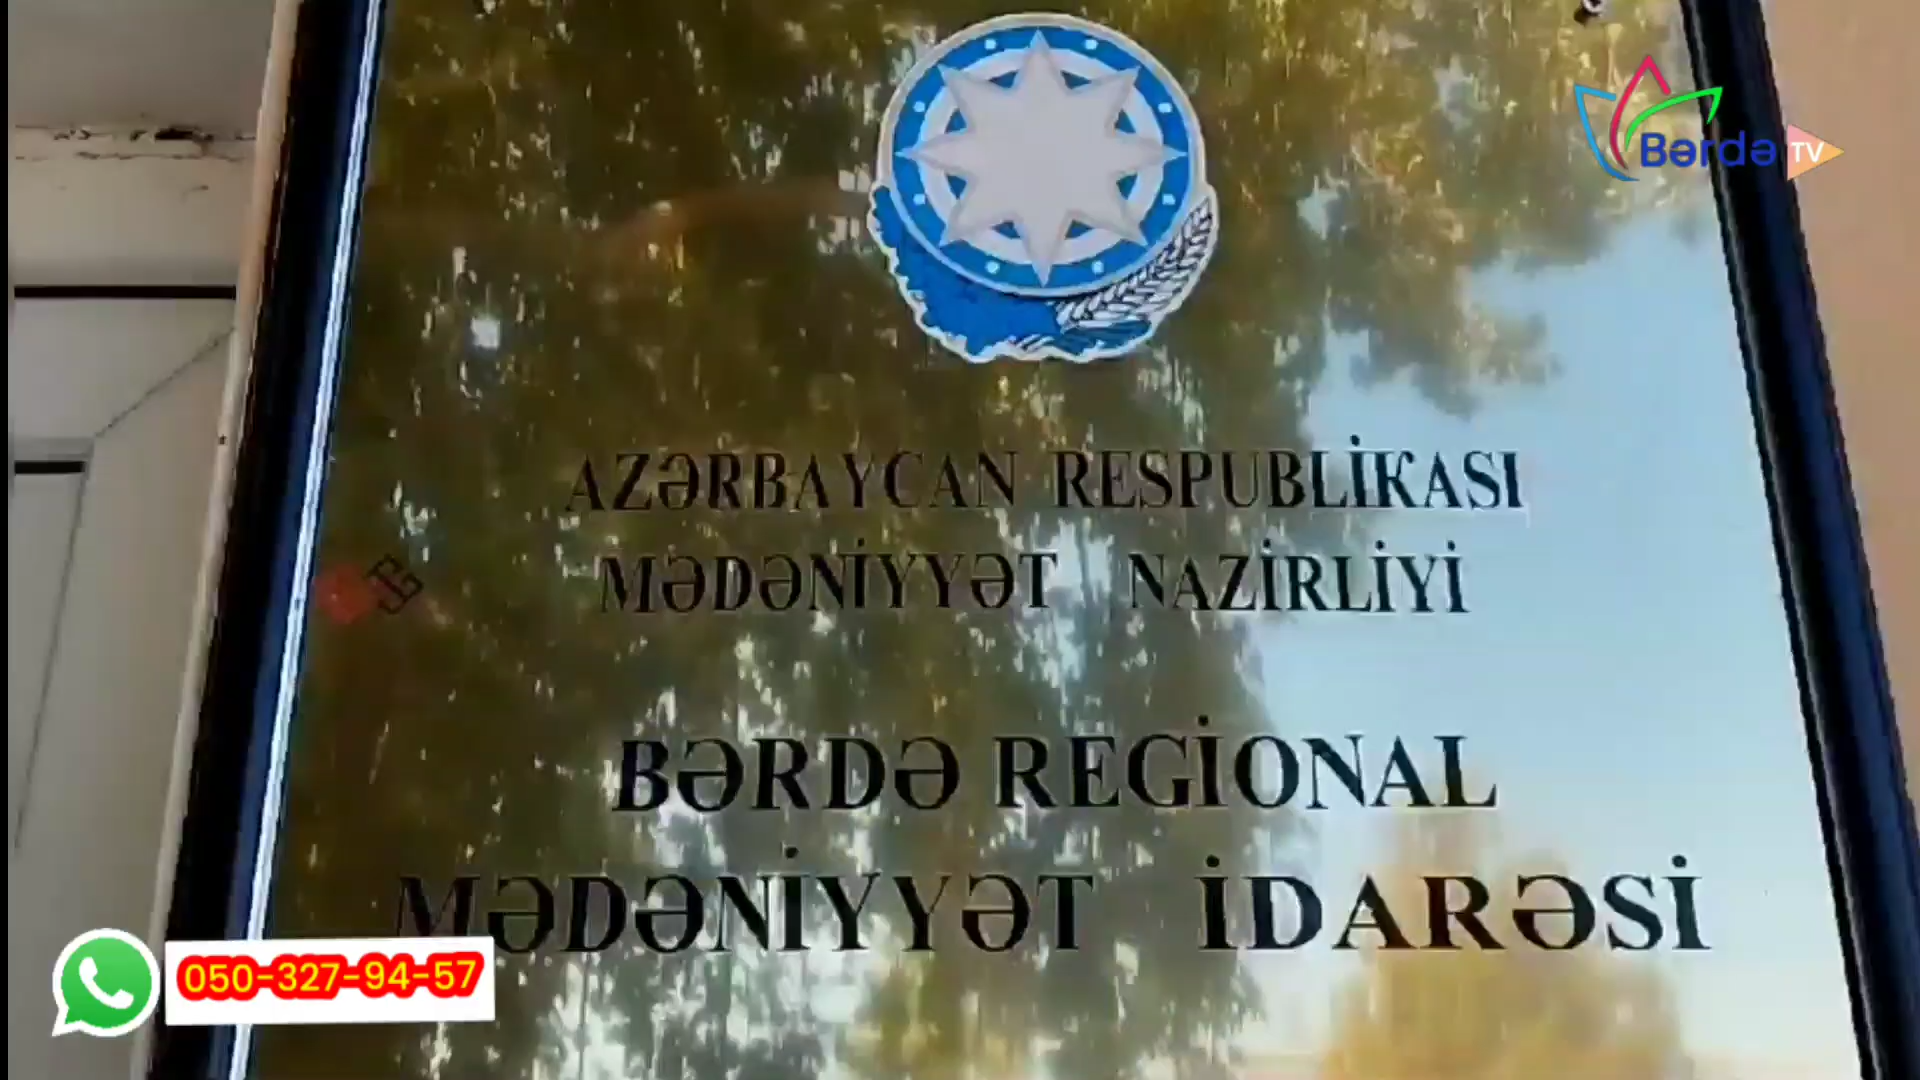 Bərdə TV
AZƏRBAYCAN RESPUBLİKASI
MƏDƏNİYYƏT NAZİRLİYİ
BƏRDƏ REGİONAL
MƏDƏNİYYƏT İDARƏSİ
050-327-94-57